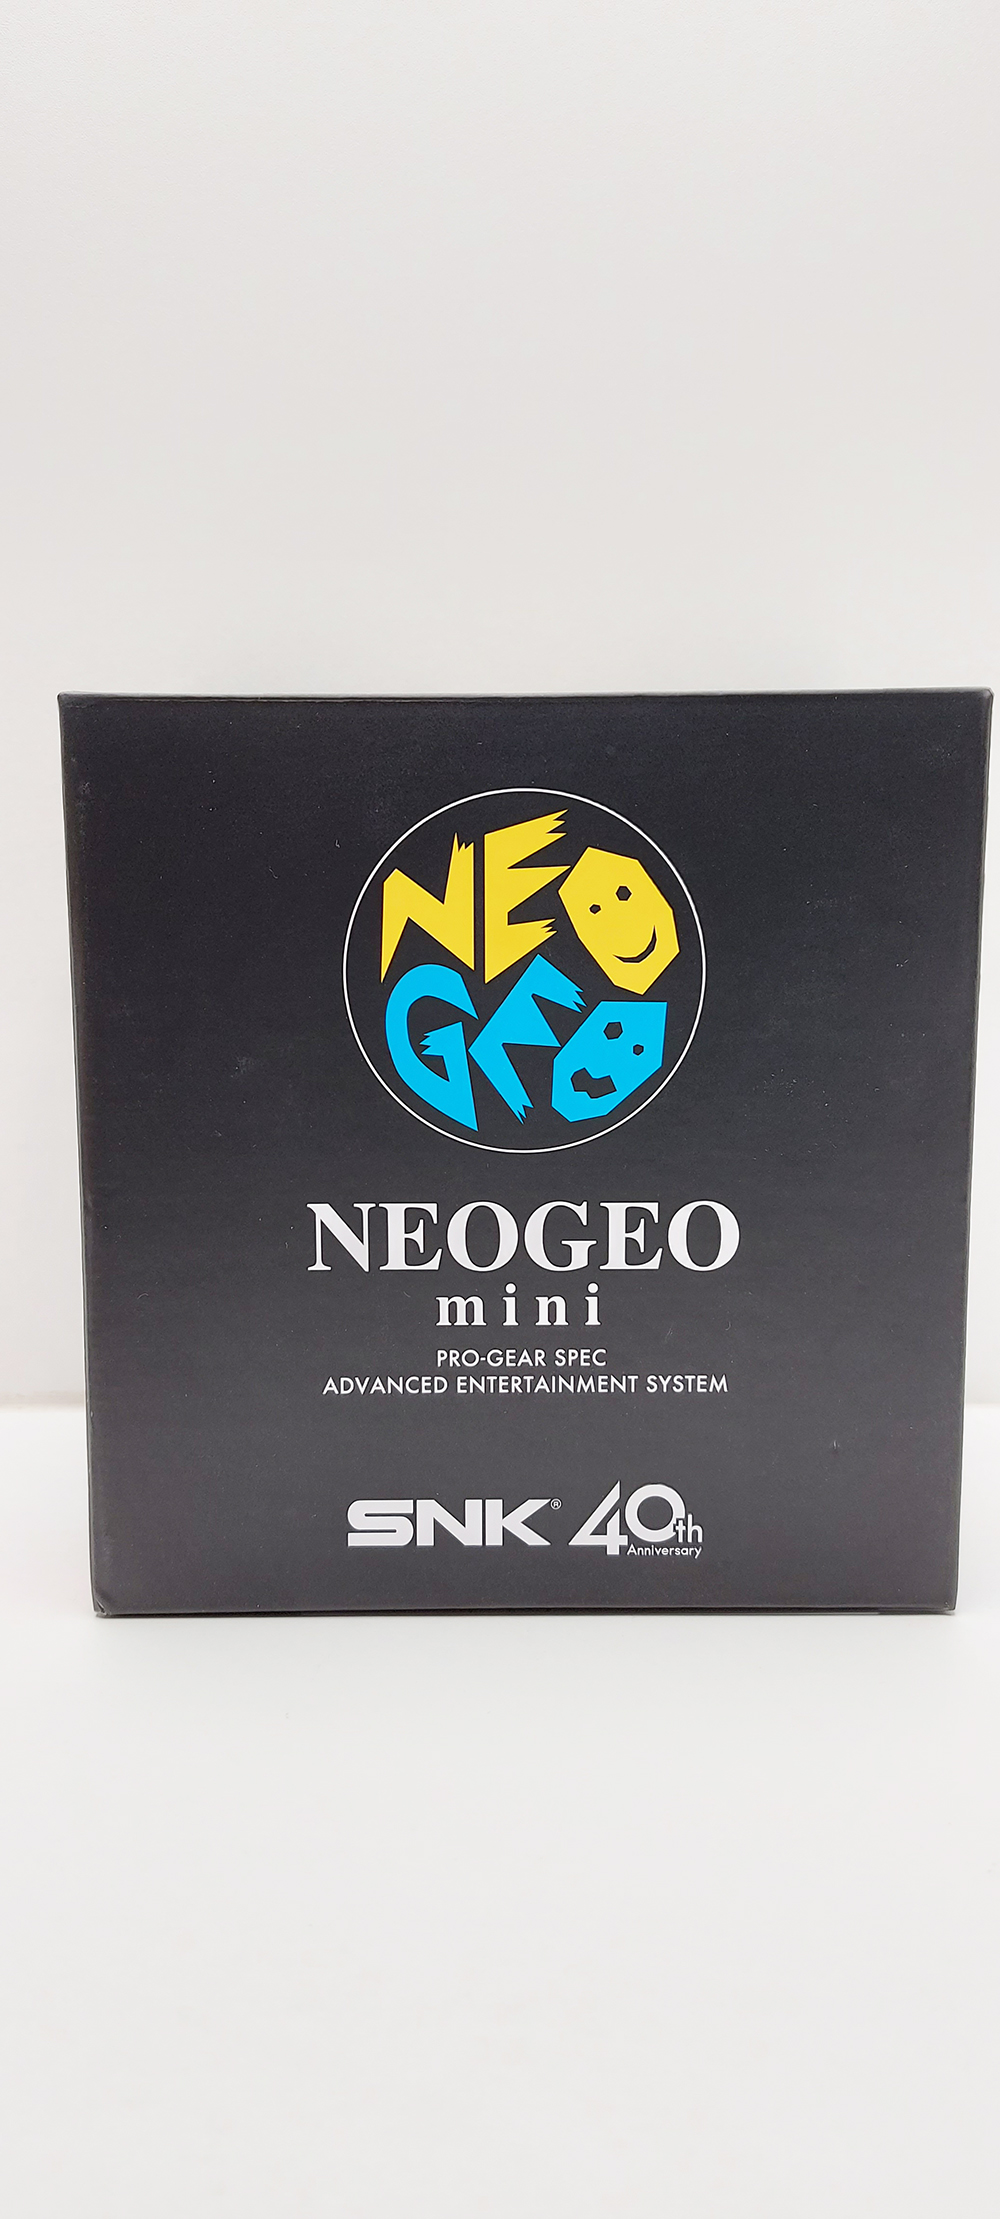 NEO
GEO
NEOGEO
mini
PRO-GEAR SPEC
ADVANCED ENTERTAINMENT SYSTEM
SNK® 40th
Anniversary